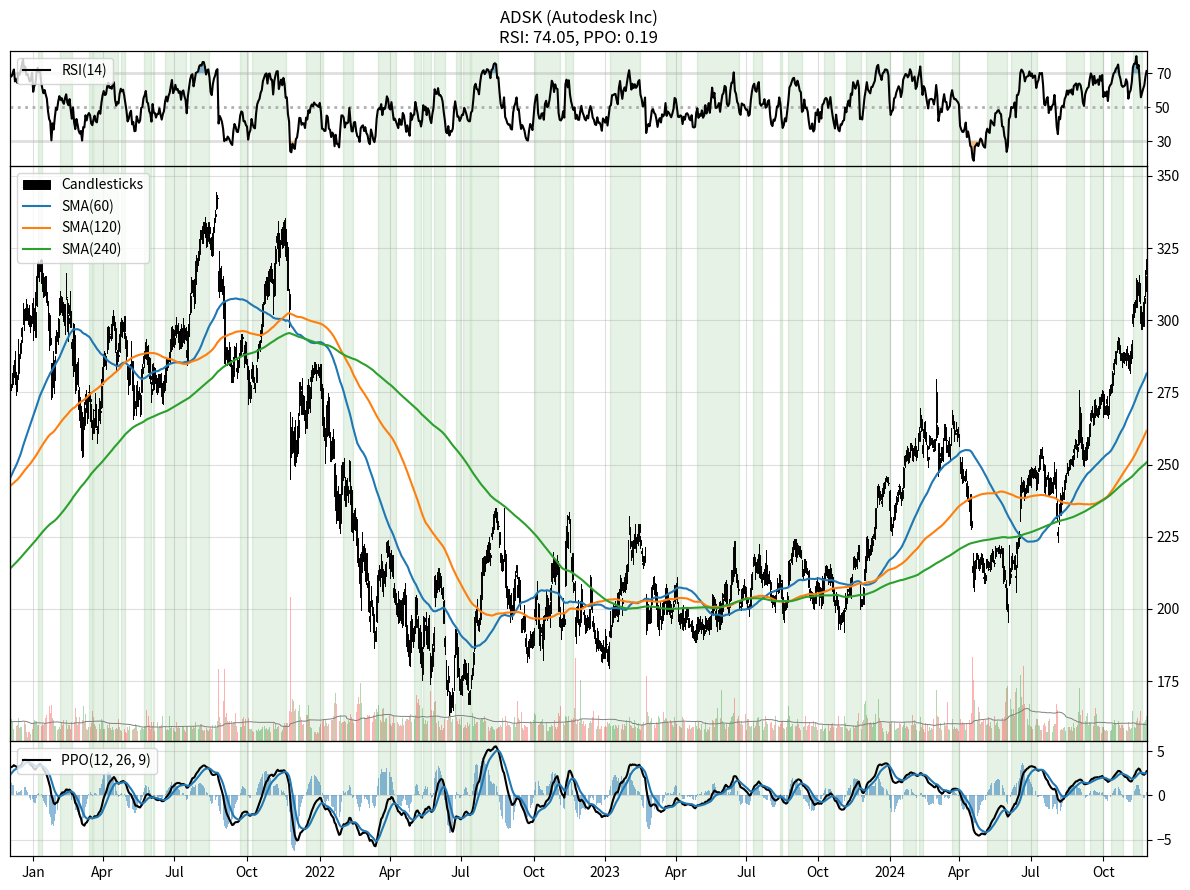 ADSK (Autodesk Inc)
RSI: 74.05, PPO: 0.19
RSI(14)
70
50
30
Candlesticks
SMA(60)
SMA(120)
SMA(240)
350
325
300
275
250
225
200
175
PPO(12, 26, 9)
5
0
−5
Jan Apr Jul Oct 2022 Apr Jul Oct 2023 Apr Jul Oct 2024 Apr Jul Oct